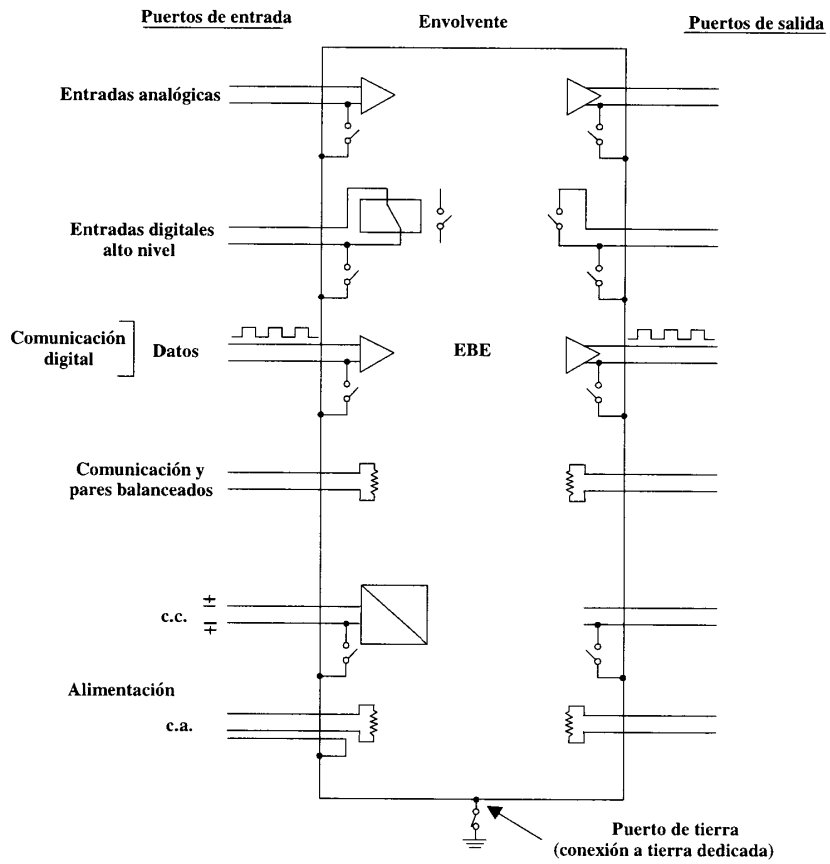 Puertos de entrada
Envolvente
Puertos de salida
Entradas analógicas
Entradas digitales
alto nivel
Comunicación
digital
Datos
EBE
Comunicación y
pares balanceados
c.c.
±
∓
Alimentación
c.a.
Puerto de tierra
(conexión a tierra dedicada)